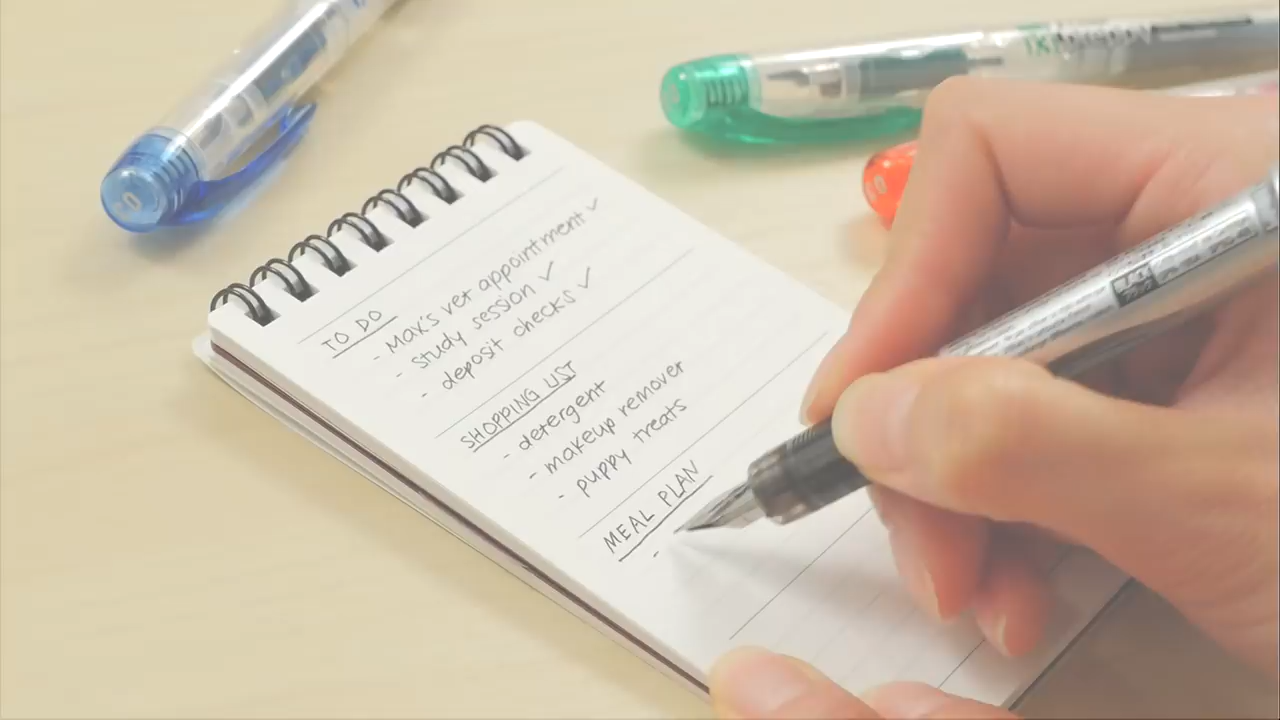 TO DO
- Max's vet appointment ✓
- study session ✓
- deposit checks ✓
SHOPPING LIST
- detergent
- makeup remover
- puppy treats
MEAL PLAN
-